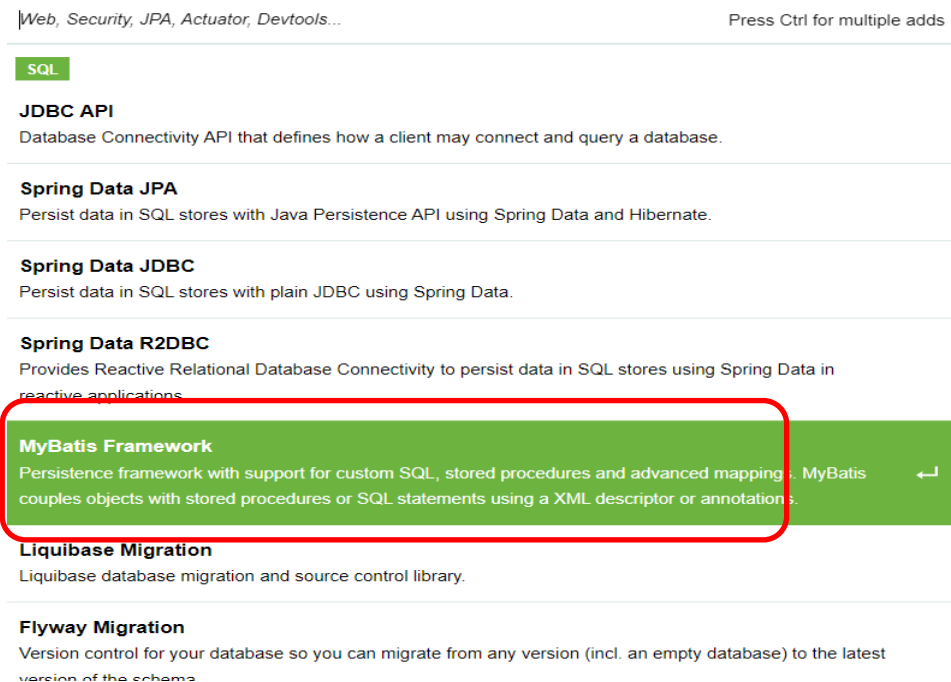 Web, Security, JPA, Actuator, Devtools...
Press Ctrl for multiple adds
SQL
JDBC API
Database Connectivity API that defines how a client may connect and query a database.
Spring Data JPA
Persist data in SQL stores with Java Persistence API using Spring Data and Hibernate.
Spring Data JDBC
Persist data in SQL stores with plain JDBC using Spring Data.
Spring Data R2DBC
Provides Reactive Relational Database Connectivity to persist data in SQL stores using Spring Data in
reactive applications.
MyBatis Framework
Persistence framework with support for custom SQL, stored procedures and advanced mappings. MyBatis
couples objects with stored procedures or SQL statements using a XML descriptor or annotations.
Liquibase Migration
Liquibase database migration and source control library.
Flyway Migration
Version control for your database so you can migrate from any version (incl. an empty database) to the latest
version of the schema.